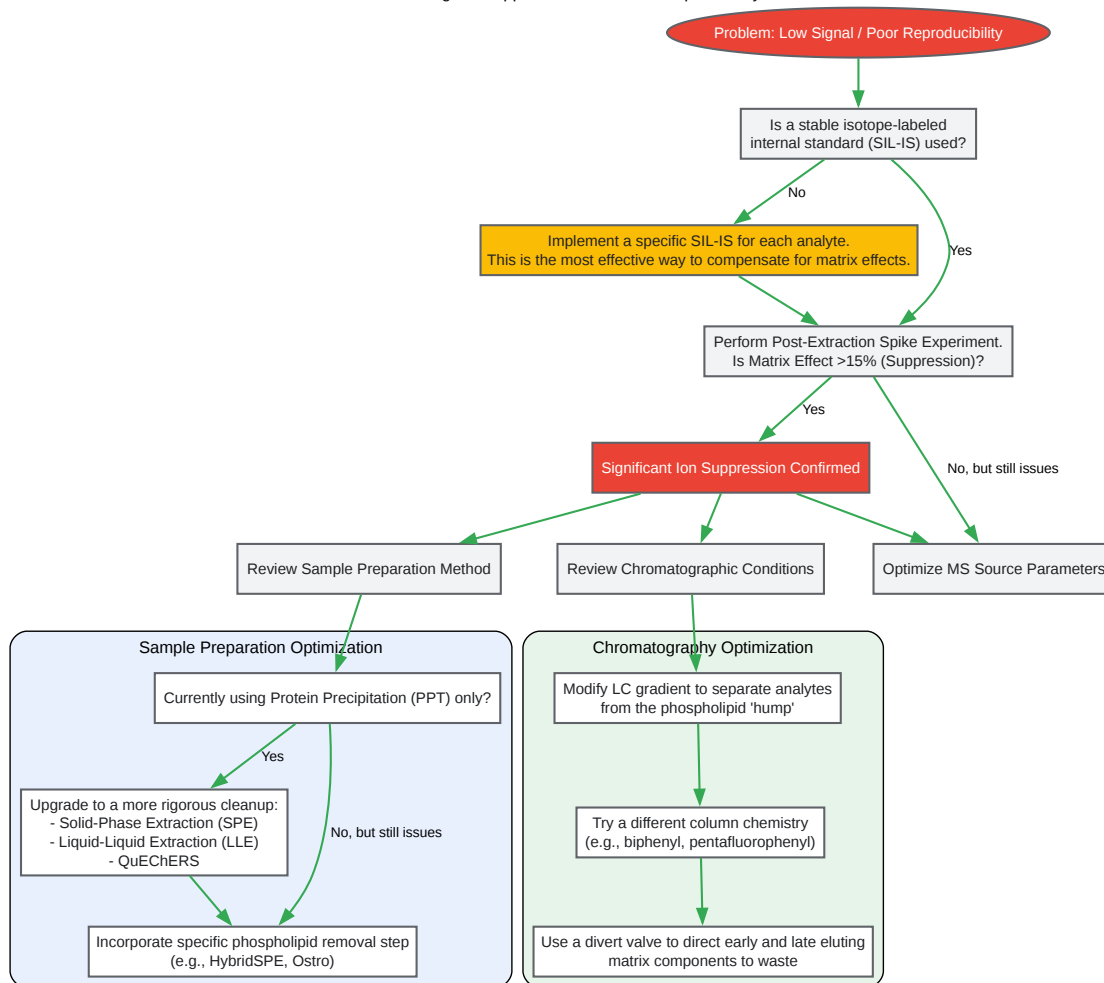 Problem: Low Signal / Poor Reproducibility
Is a stable isotope-labeled
internal standard (SIL-IS) used?
No
Implement a specific SIL-IS for each analyte.
This is the most effective way to compensate for matrix effects.
Yes
Perform Post-Extraction Spike Experiment.
Is Matrix Effect >15% (Suppression)?
Yes
Significant Ion Suppression Confirmed
No, but still issues
Review Sample Preparation Method
Review Chromatographic Conditions
Optimize MS Source Parameters
Sample Preparation Optimization
Currently using Protein Precipitation (PPT) only?
Yes
Upgrade to a more rigorous cleanup:
- Solid-Phase Extraction (SPE)
- Liquid-Liquid Extraction (LLE)
- QuEChERS
No, but still issues
Incorporate specific phospholipid removal step
(e.g., HybridSPE, Ostro)
Chromatography Optimization
Modify LC gradient to separate analytes
from the phospholipid 'hump'
Try a different column chemistry
(e.g., biphenyl, pentafluorophenyl)
Use a divert valve to direct early and late eluting
matrix components to waste